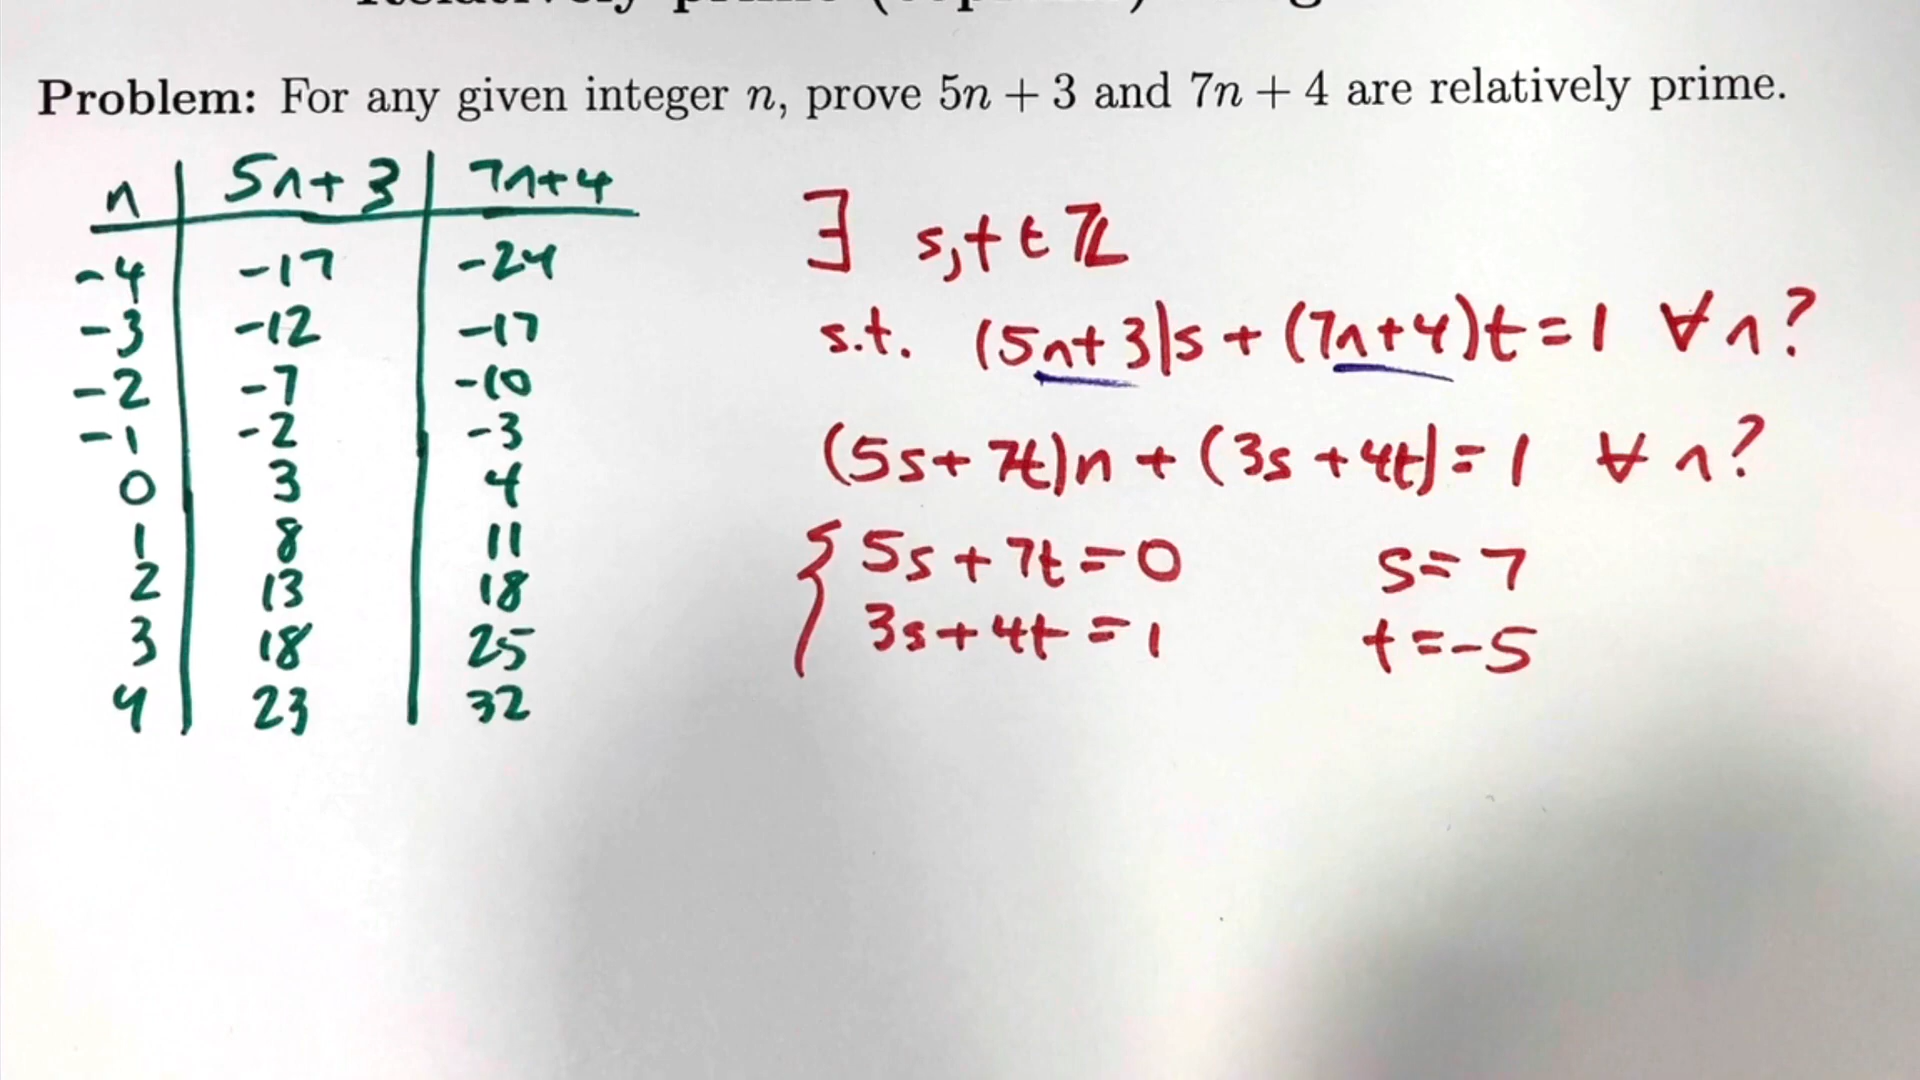 Problem: For any given integer n, prove 5n + 3 and 7n + 4 are relatively prime.
n 5n+3 7n+4
-4 -17 -24
-3 -12 -17
-2 -7 -10
-1 -2 -3
0 3 4
1 8 11
2 13 18
3 18 25
4 23 32
∃ s,t ∈ ℤ
s.t. (5n+3)s + (7n+4)t = 1 ∀ n?
(5s+7t)n + (3s+4t) = 1 ∀ n?
{ 5s + 7t = 0 s = 7
3s + 4t = 1 t = -5